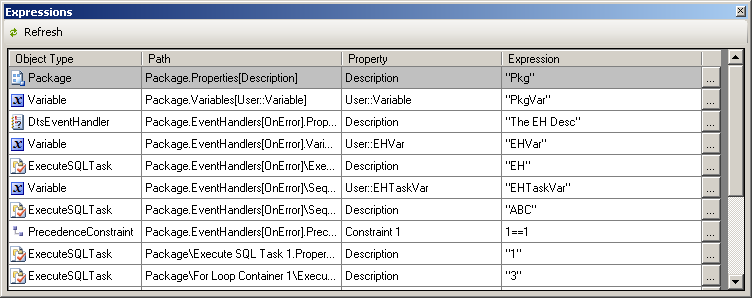 Expressions
Refresh
Object Type Path Property Expression
Package Package.Properties[Description] Description "Pkg" ...
Variable Package.Variables[User::Variable] User::Variable "PkgVar" ...
DtsEventHandler Package.EventHandlers[OnError].Prop... Description "The EH Desc" ...
Variable Package.EventHandlers[OnError].Vari... User::EHVar "EHVar" ...
ExecuteSQLTask Package.EventHandlers[OnError]\Exe... Description "EH" ...
Variable Package.EventHandlers[OnError]\Seq... User::EHTaskVar "EHTaskVar" ...
ExecuteSQLTask Package.EventHandlers[OnError]\Seq... Description "ABC" ...
PrecedenceConstraint Package.EventHandlers[OnError].Prec... Constraint 1 1==1 ...
ExecuteSQLTask Package\Execute SQL Task 1.Proper... Description "1" ...
ExecuteSQLTask Package\For Loop Container 1\Execu... Description "3" ...